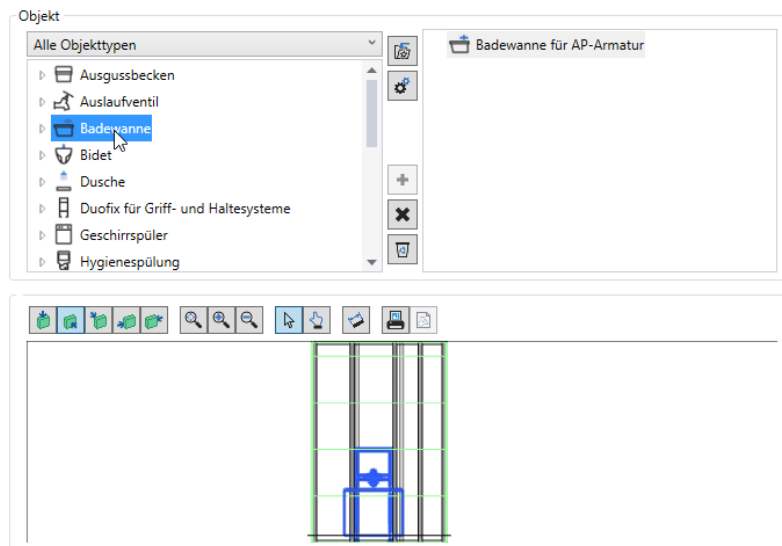 Objekt
Alle Objekttypen
Ausgussbecken
Auslaufventil
Badewanne
Bidet
Dusche
Duofix für Griff- und Haltesysteme
Geschirrspüler
Hygienespülung
Badewanne für AP-Armatur